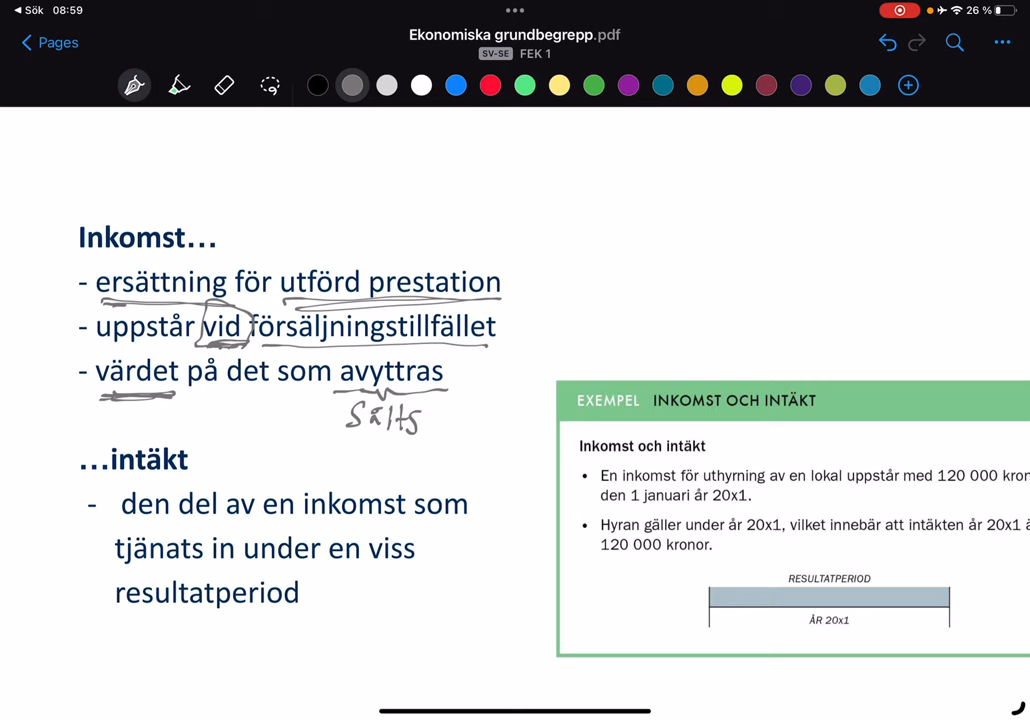 Sök 08:59
26 %
Pages
Ekonomiska grundbegrepp.pdf
SV-SE FEK 1
Inkomst...
- ersättning för utförd prestation
- uppstår vid försäljningstillfället
- värdet på det som avyttras
Sålts
...intäkt
- den del av en inkomst som
tjänats in under en viss
resultatperiod
EXEMPEL INKOMST OCH INTÄKT
Inkomst och intäkt
• En inkomst för uthyrning av en lokal uppstår med 120 000 kron
den 1 januari år 20x1.
• Hyran gäller under år 20x1, vilket innebär att intäkten år 20x1 ä
120 000 kronor.
RESULTATPERIOD
ÅR 20x1